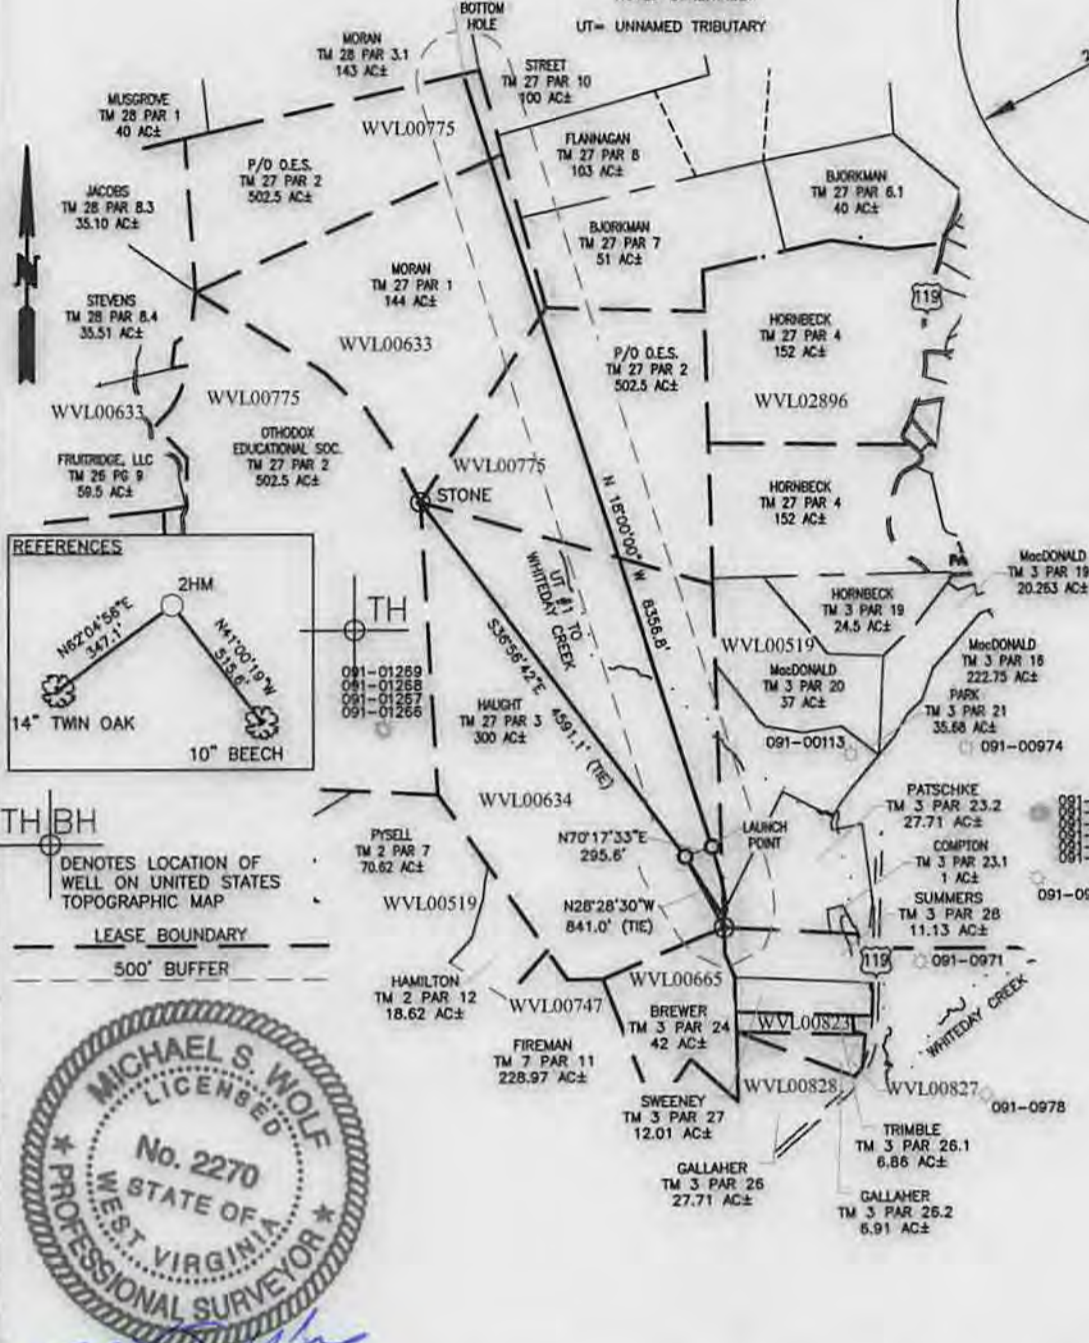 BOTTOM
HOLE
UT= UNNAMED TRIBUTARY
MORAN
TM 28 PAR 3.1
143 AC±
STREET
TM 27 PAR 10
100 AC±
MUSGROVE
TM 28 PAR 1
40 AC±
WVL00775
FLANNAGAN
TM 27 PAR 8
103 AC±
P/O O.E.S.
TM 27 PAR 2
502.5 AC±
BJORKMAN
TM 27 PAR 6.1
40 AC±
JACOBS
TM 28 PAR 8.3
35.10 AC±
BJORKMAN
TM 27 PAR 7
51 AC±
N
MORAN
TM 27 PAR 1
144 AC±
119
STEVENS
TM 28 PAR 8.4
35.51 AC±
HORNBECK
TM 27 PAR 4
152 AC±
WVL00633
P/O O.E.S.
TM 27 PAR 2
502.5 AC±
WVL00775
WVL02896
WVL00633
OTHODOX
EDUCATIONAL SOC.
TM 27 PAR 2
502.5 AC±
FRUITRIDGE, LLC
TM 26 PG 9
59.5 AC±
WVL00775
HORNBECK
TM 27 PAR 4
152 AC±
STONE
N 18°00'00" W 8356.8'
REFERENCES
2HM
N62°04'56"E
347.1'
N41°00'19"W
515.6'
14" TWIN OAK
10" BEECH
UT #1 TO
WHITEDAY CREEK
MacDONALD
TM 3 PAR 19
20.263 AC±
HORNBECK
TM 3 PAR 19
24.5 AC±
TH
WVL00519
MacDONALD
TM 3 PAR 18
222.75 AC±
S36°56'42"E 4591.1' (TIE)
091-01269
091-01268
091-01267
091-01266
MacDONALD
TM 3 PAR 20
37 AC±
PARK
TM 3 PAR 21
35.68 AC±
HAUGHT
TM 27 PAR 3
300 AC±
091-00113
091-00974
WVL00634
PATSCHKE
TM 3 PAR 23.2
27.71 AC±
TH BH
DENOTES LOCATION OF
WELL ON UNITED STATES
TOPOGRAPHIC MAP
PYSELL
TM 2 PAR 7
70.62 AC±
N70°17'33"E
295.6'
LAUNCH
POINT
COMPTON
TM 3 PAR 23.1
1 AC±
WVL00519
N28°28'30"W
841.0' (TIE)
SUMMERS
TM 3 PAR 28
11.13 AC±
LEASE BOUNDARY
500' BUFFER
119
091-0971
HAMILTON
TM 2 PAR 12
18.62 AC±
WVL00665
WVL00747
BREWER
TM 3 PAR 24
42 AC±
WVL00823
WHITEDAY CREEK
FIREMAN
TM 7 PAR 11
228.97 AC±
WVL00828
WVL00827
091-0978
SWEENEY
TM 3 PAR 27
12.01 AC±
TRIMBLE
TM 3 PAR 26.1
6.86 AC±
GALLAHER
TM 3 PAR 26
27.71 AC±
GALLAHER
TM 3 PAR 26.2
6.91 AC±
MICHAEL S. WOLF
LICENSED
No. 2270
STATE OF
WEST VIRGINIA
PROFESSIONAL SURVEYOR